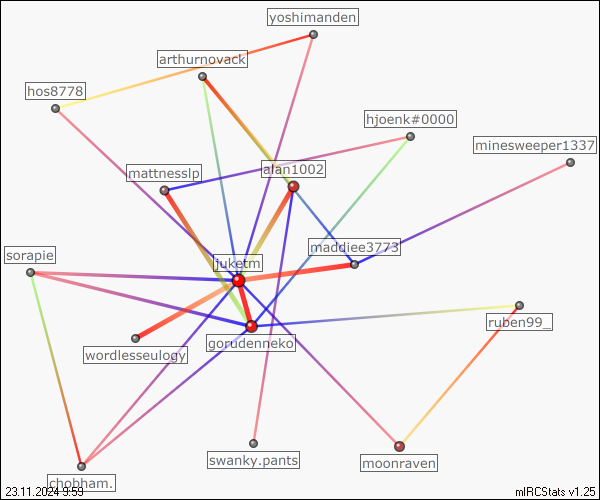 yoshimanden
arthurnovack
hos8778
hjoenk#0000
minesweeper1337
alan1002
mattnesslp
maddiee3773
sorapie
juketm
ruben99_
gorudenneko
wordlesseulogy
swanky.pants
moonraven
chobham.
23.11.2024 9:59
mIRCStats v1.25